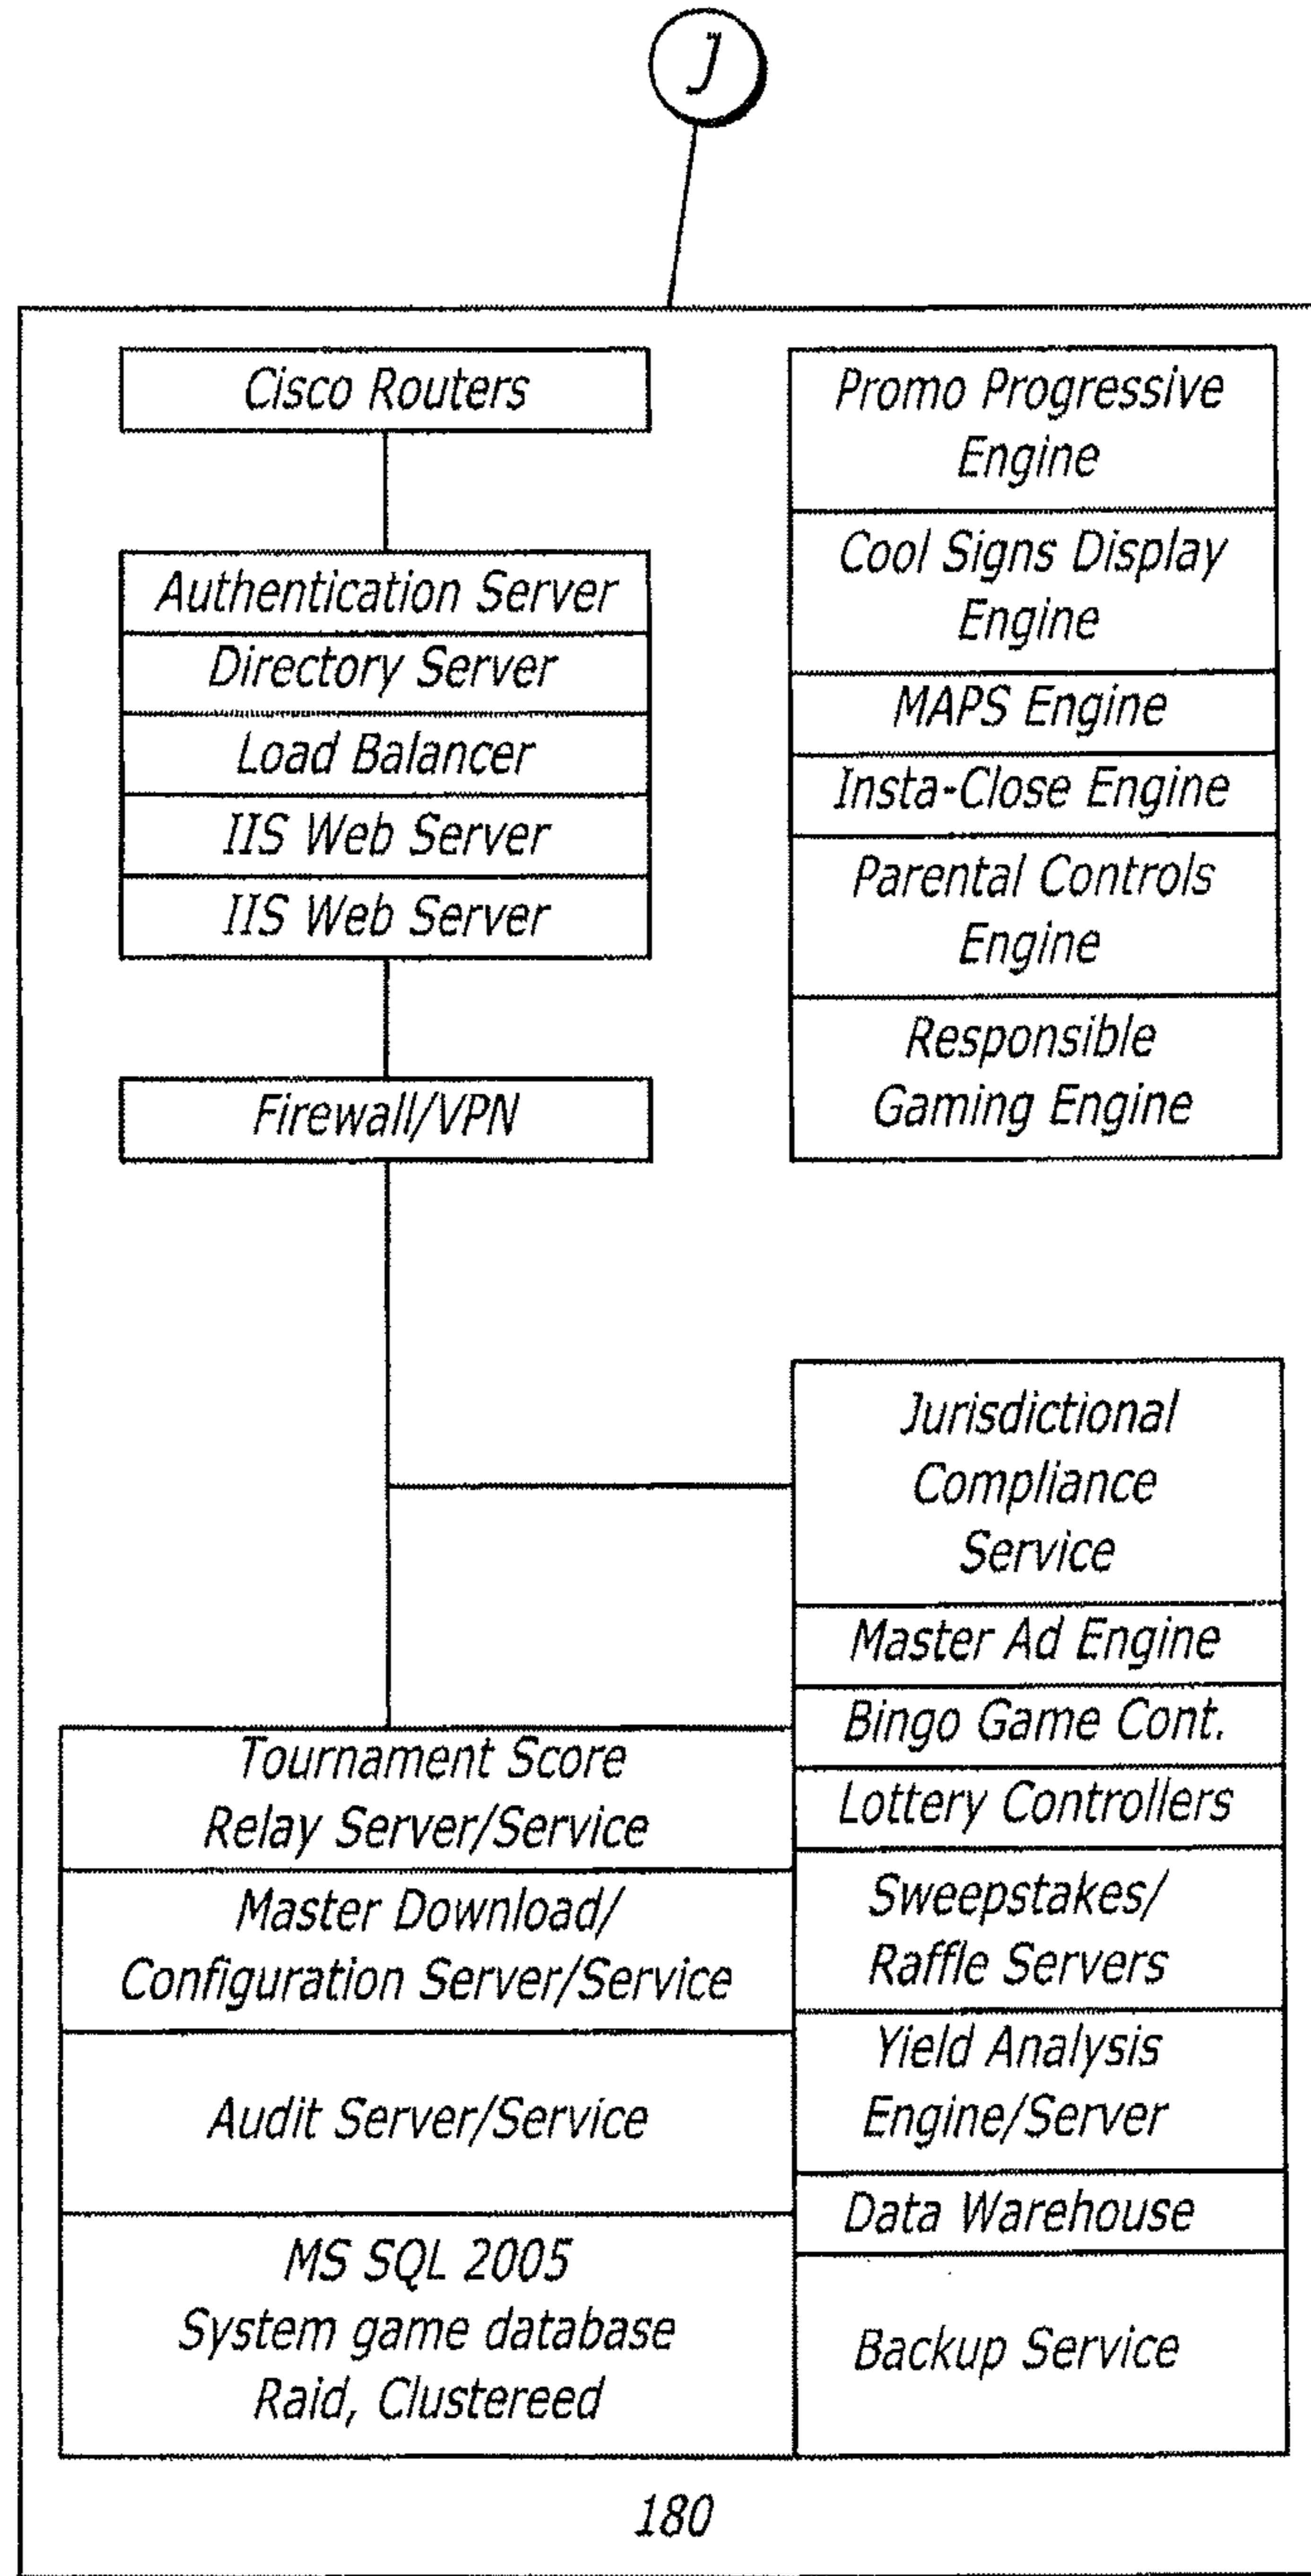 J
Cisco Routers
Authentication Server
Directory Server
Load Balancer
IIS Web Server
IIS Web Server
Firewall/VPN
Promo Progressive
Engine
Cool Signs Display
Engine
MAPS Engine
Insta-Close Engine
Parental Controls
Engine
Responsible
Gaming Engine
Tournament Score
Relay Server/Service
Master Download/
Configuration Server/Service
Audit Server/Service
MS SQL 2005
System game database
Raid, Clustereed
Jurisdictional
Compliance
Service
Master Ad Engine
Bingo Game Cont.
Lottery Controllers
Sweepstakes/
Raffle Servers
Yield Analysis
Engine/Server
Data Warehouse
Backup Service
180